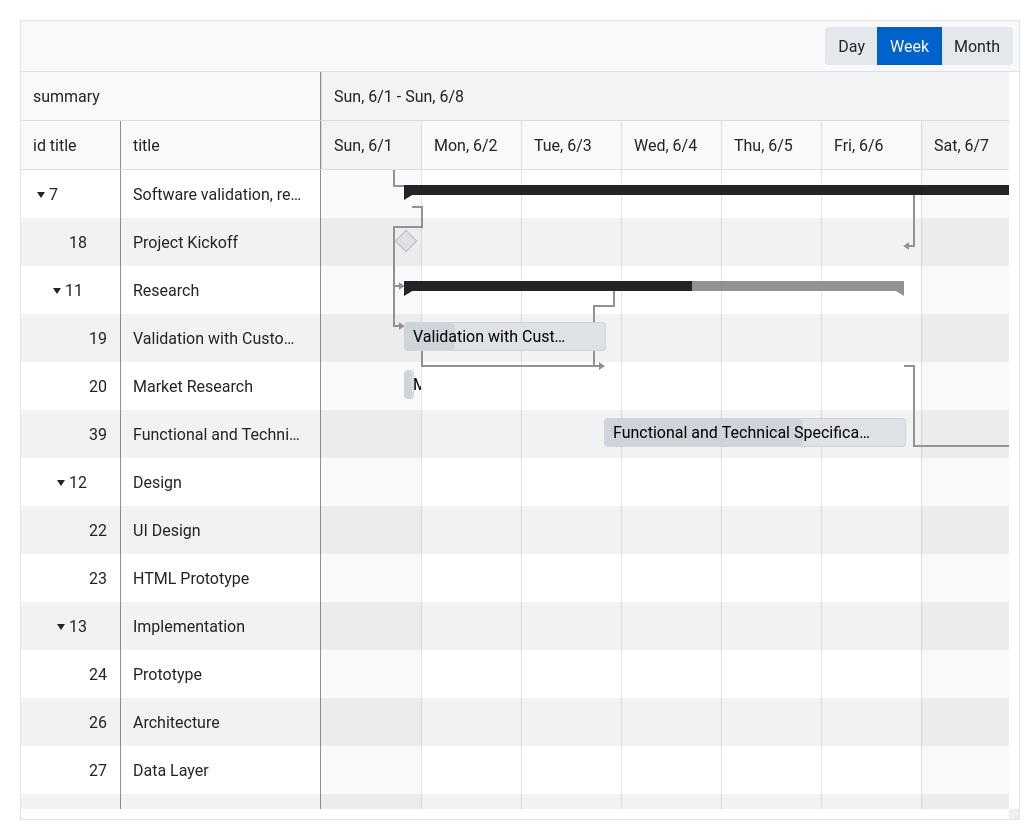 Day Week Month
summary Sun, 6/1 - Sun, 6/8
id title title Sun, 6/1 Mon, 6/2 Tue, 6/3 Wed, 6/4 Thu, 6/5 Fri, 6/6 Sat, 6/7
7 Software validation, re…
18 Project Kickoff
11 Research
19 Validation with Custo… Validation with Cust…
20 Market Research M
39 Functional and Techni… Functional and Technical Specifica…
12 Design
22 UI Design
23 HTML Prototype
13 Implementation
24 Prototype
26 Architecture
27 Data Layer